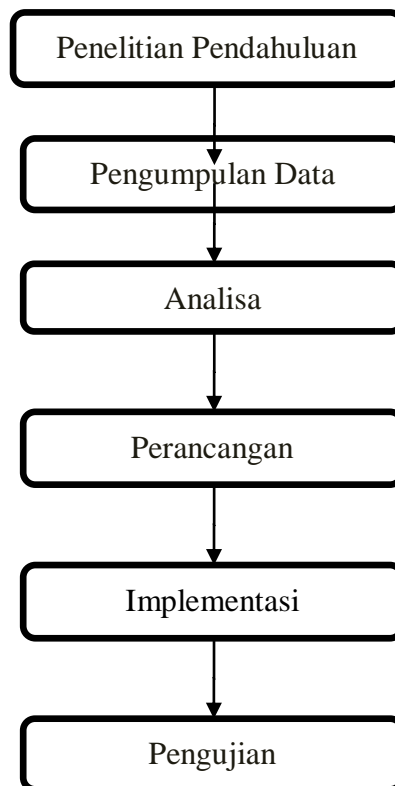 Penelitian Pendahuluan
Pengumpulan Data
Analisa
Perancangan
Implementasi
Pengujian